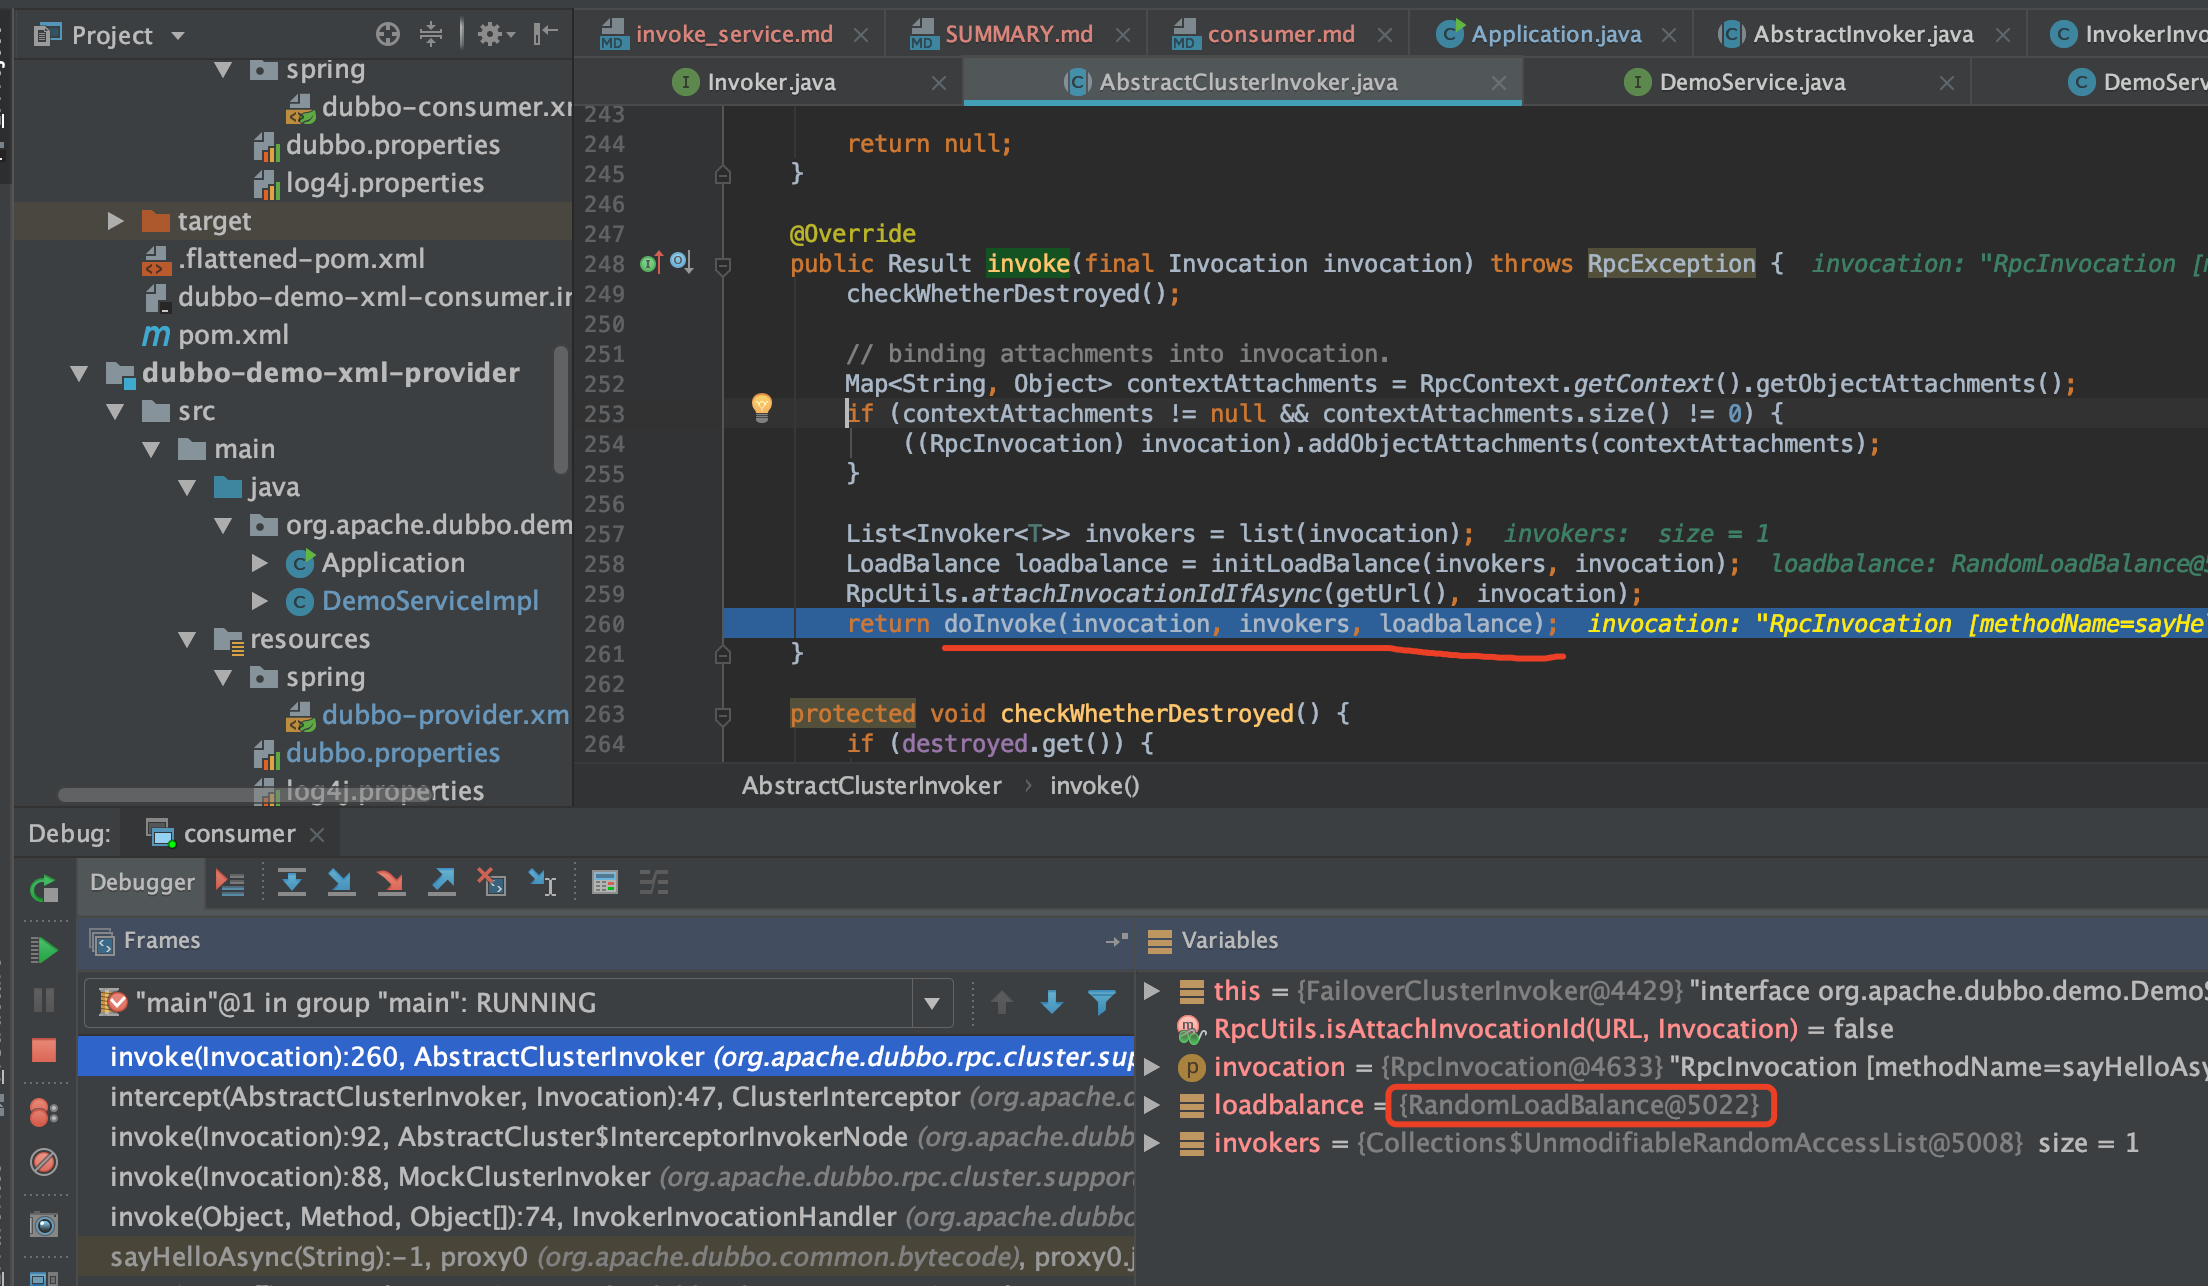 Project
invoke_service.md
SUMMARY.md
consumer.md
Application.java
AbstractInvoker.java
InvokerInvo
Invoker.java
AbstractClusterInvoker.java
DemoService.java
DemoServ
spring
dubbo-consumer.xm
dubbo.properties
log4j.properties
target
.flattened-pom.xml
dubbo-demo-xml-consumer.i
pom.xml
dubbo-demo-xml-provider
src
main
java
org.apache.dubbo.dem
Application
DemoServiceImpl
resources
spring
dubbo-provider.xm
dubbo.properties
log4j.properties
243
244 return null;
245 }
246
247 @Override
248 public Result invoke(final Invocation invocation) throws RpcException { invocation: "RpcInvocation [
249 checkWhetherDestroyed();
250
251 // binding attachments into invocation.
252 Map<String, Object> contextAttachments = RpcContext.getContext().getObjectAttachments();
253 if (contextAttachments != null && contextAttachments.size() != 0) {
254 ((RpcInvocation) invocation).addObjectAttachments(contextAttachments);
255 }
256
257 List<Invoker<T>> invokers = list(invocation); invokers: size = 1
258 LoadBalance loadbalance = initLoadBalance(invokers, invocation); loadbalance: RandomLoadBalance@5
259 RpcUtils.attachInvocationIdIfAsync(getUrl(), invocation);
260 return doInvoke(invocation, invokers, loadbalance); invocation: "RpcInvocation [methodName=sayHe
261 }
262
263 protected void checkWhetherDestroyed() {
264 if (destroyed.get()) {
AbstractClusterInvoker › invoke()
Debug: consumer
Debugger
Frames
"main"@1 in group "main": RUNNING
invoke(Invocation):260, AbstractClusterInvoker (org.apache.dubbo.rpc.cluster.sup
intercept(AbstractClusterInvoker, Invocation):47, ClusterInterceptor (org.apache.d
invoke(Invocation):92, AbstractCluster$InterceptorInvokerNode (org.apache.dubb
invoke(Invocation):88, MockClusterInvoker (org.apache.dubbo.rpc.cluster.suppor
invoke(Object, Method, Object[]):74, InvokerInvocationHandler (org.apache.dubbo
sayHelloAsync(String):-1, proxy0 (org.apache.dubbo.common.bytecode), proxy0.j
Variables
this = {FailoverClusterInvoker@4429} "interface org.apache.dubbo.demo.DemoS
RpcUtils.isAttachInvocationId(URL, Invocation) = false
invocation = {RpcInvocation@4633} "RpcInvocation [methodName=sayHelloAsy
loadbalance = {RandomLoadBalance@5022}
invokers = {Collections$UnmodifiableRandomAccessList@5008} size = 1